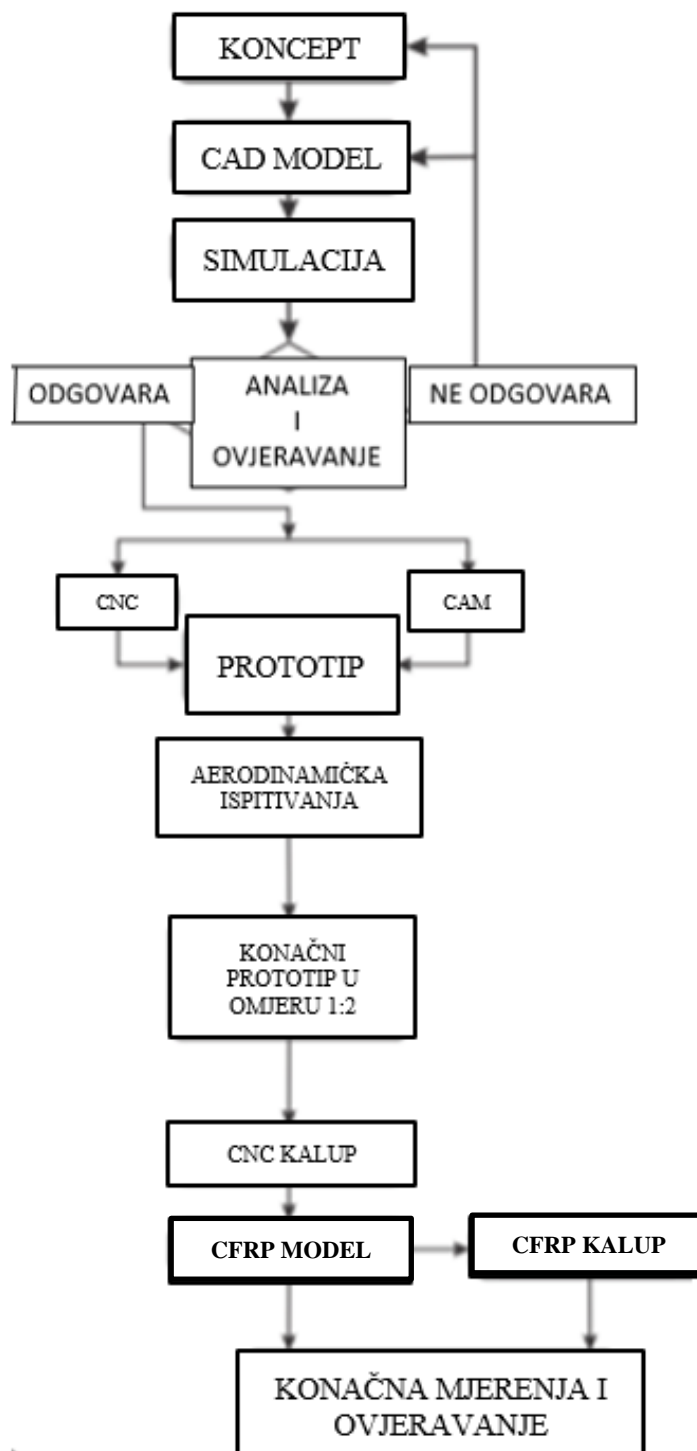 KONCEPT
CAD MODEL
SIMULACIJA
ODGOVARA
ANALIZA
I
OVJERAVANJE
NE ODGOVARA
CNC
CAM
PROTOTIP
AERODINAMIČKA
ISPITIVANJA
KONAČNI
PROTOTIP U
OMJERU 1:2
CNC KALUP
CFRP MODEL
CFRP KALUP
KONAČNA MJERENJA I
OVJERAVANJE